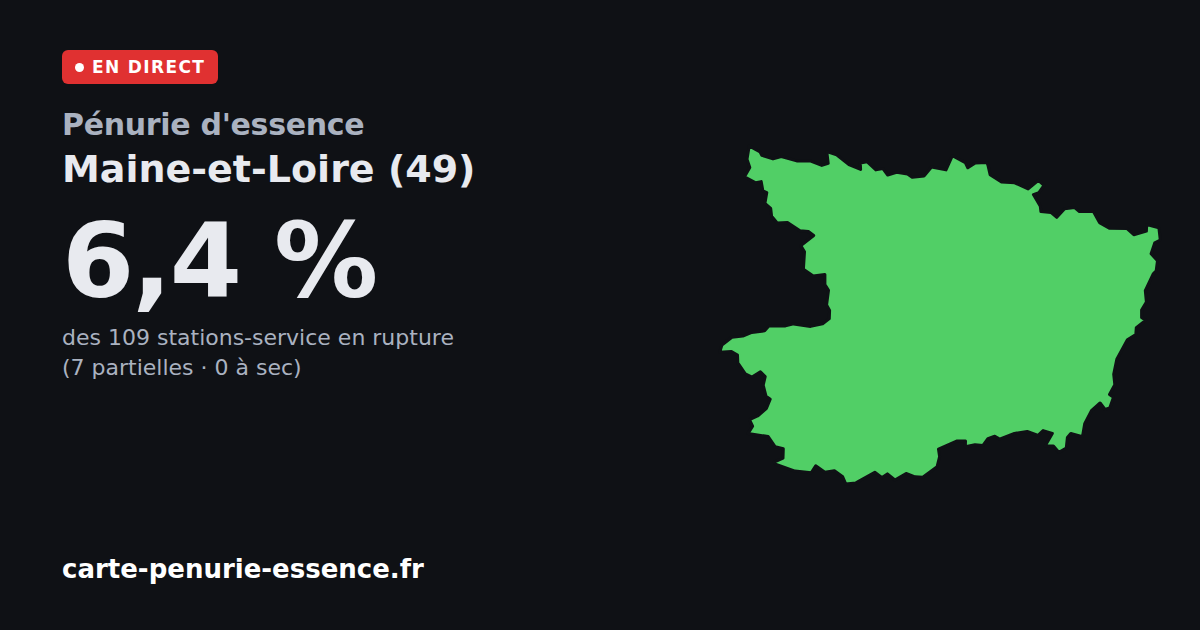 EN DIRECT
Pénurie d'essence
Maine-et-Loire (49)
6,4 %
des 109 stations-service en rupture
(7 partielles · 0 à sec)
carte-penurie-essence.fr